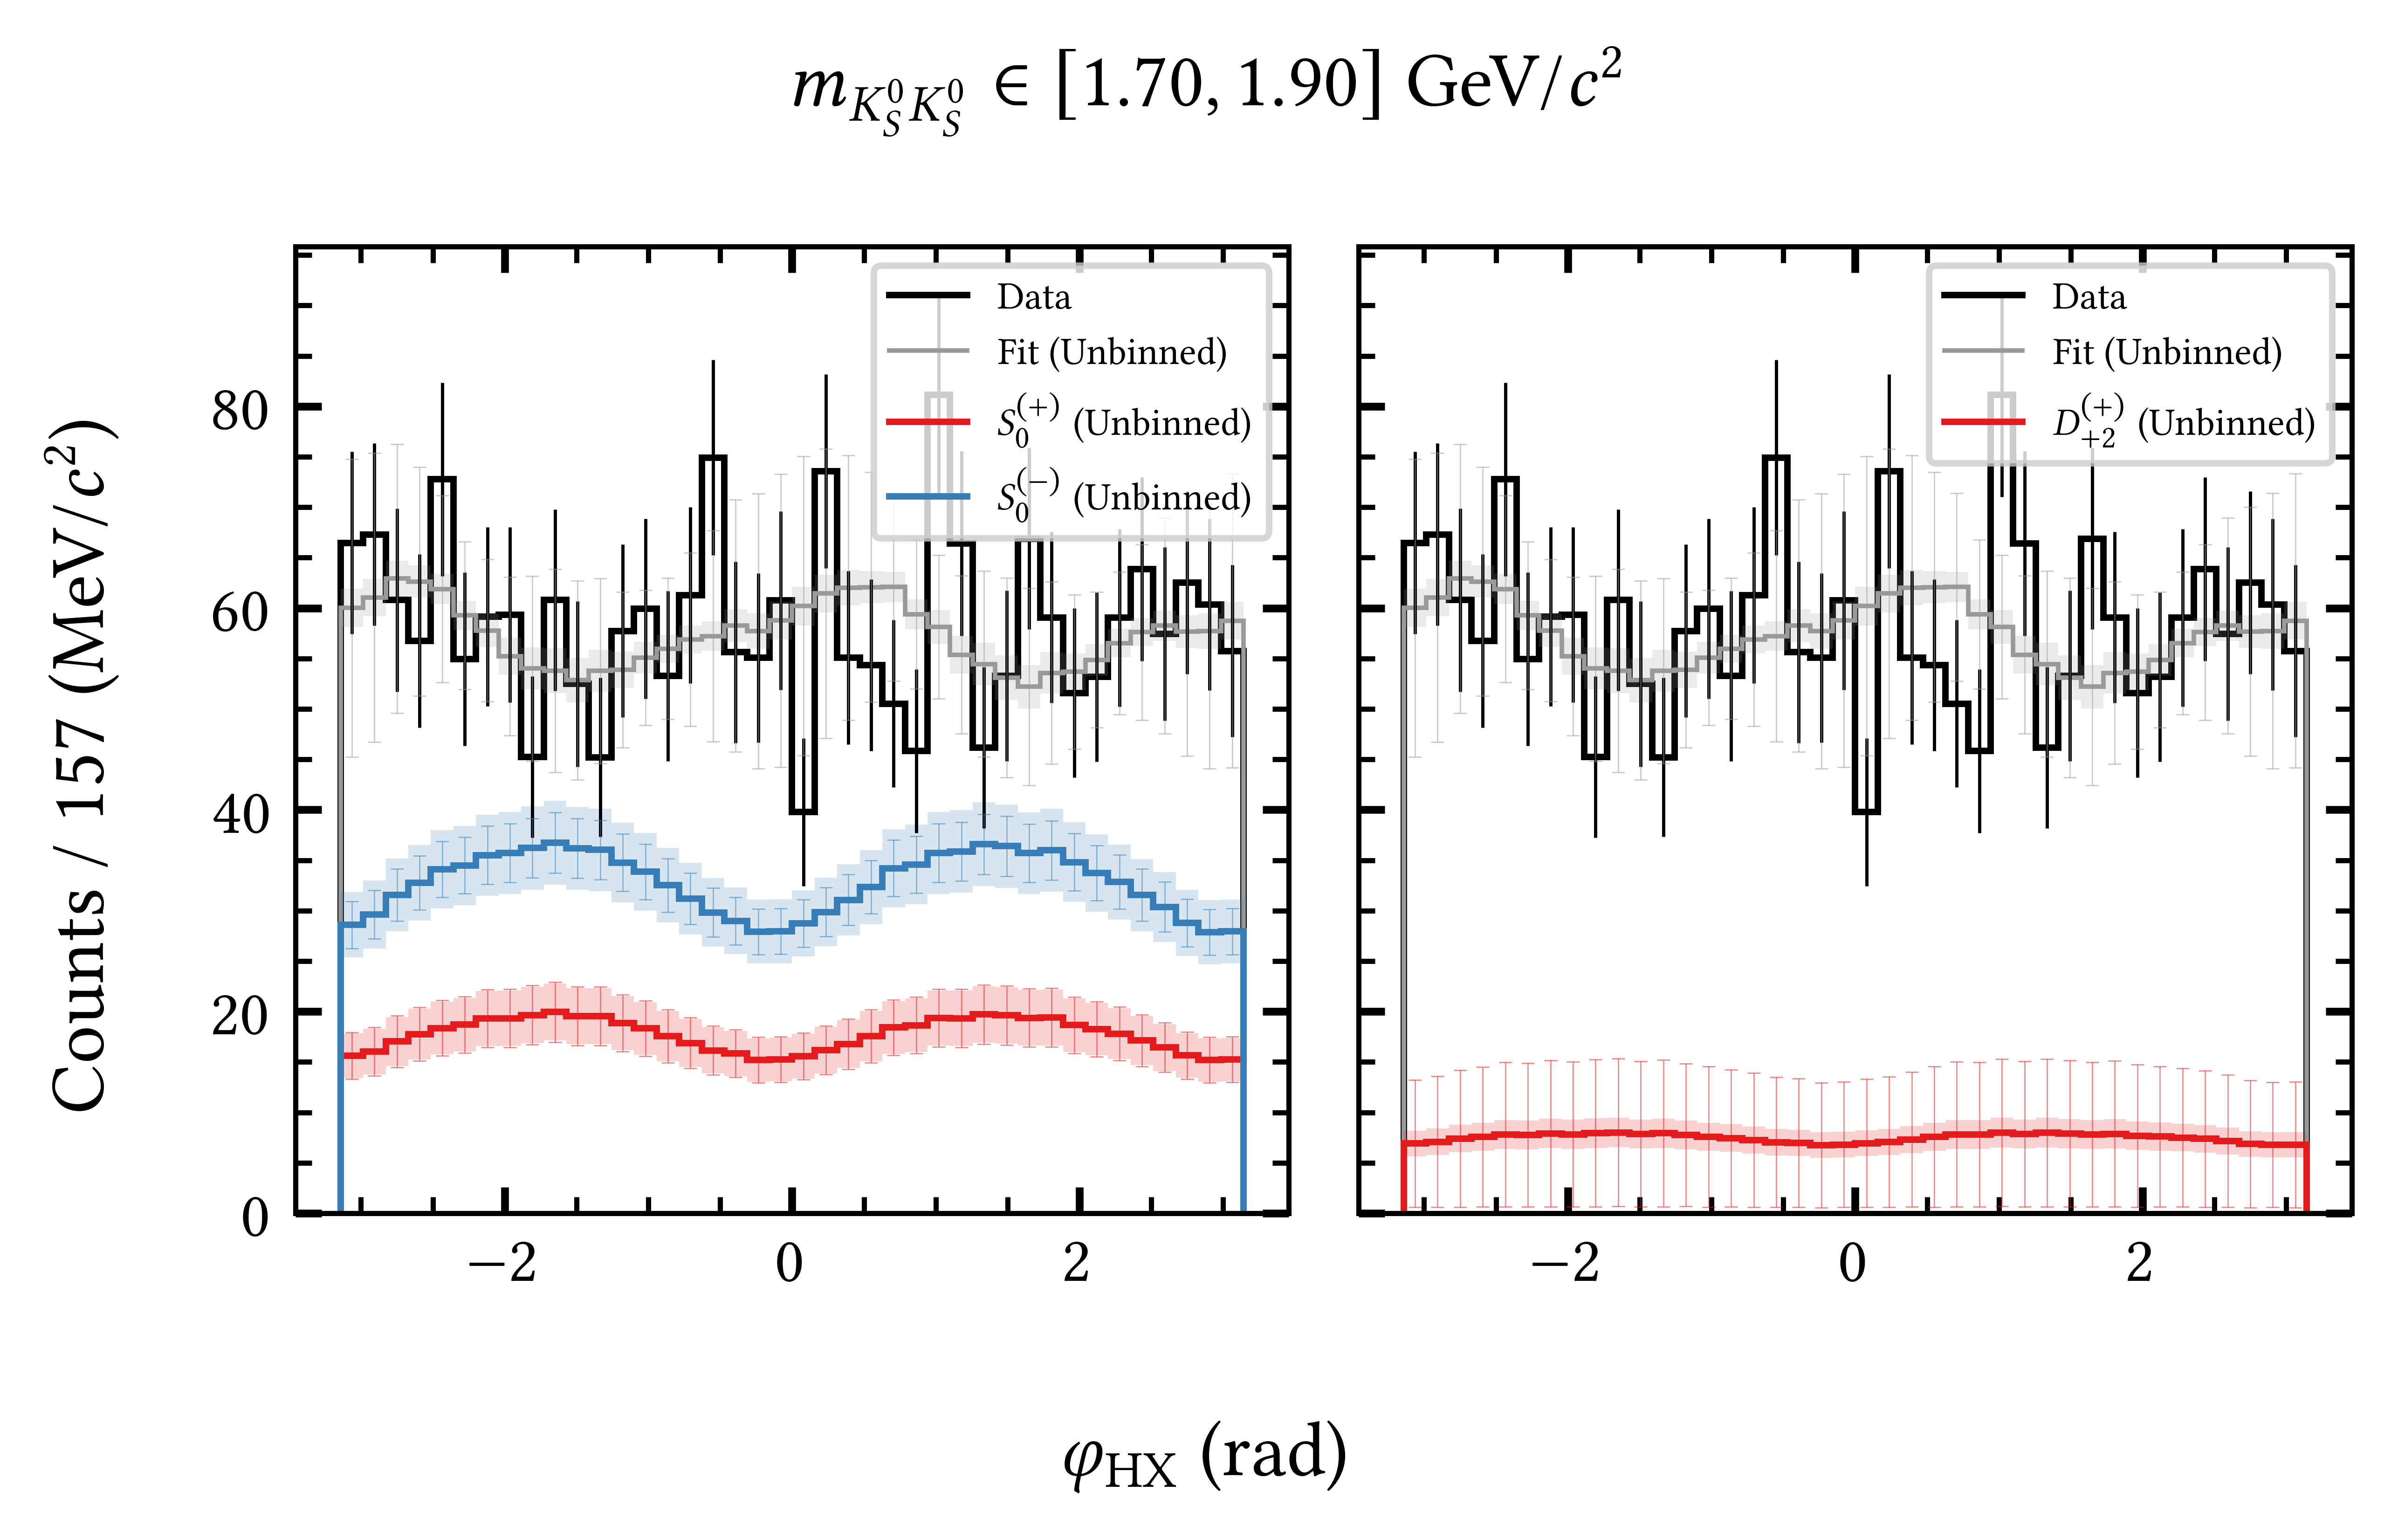 m_{K_S^0 K_S^0} ∈ [1.70, 1.90] GeV/c²
Counts / 157 (MeV/c²)
80
60
40
20
0
Data
Fit (Unbinned)
S_0^{(+)} (Unbinned)
S_0^{(−)} (Unbinned)
−2
0
2
Data
Fit (Unbinned)
D_{+2}^{(+)} (Unbinned)
−2
0
2
φ_{HX} (rad)